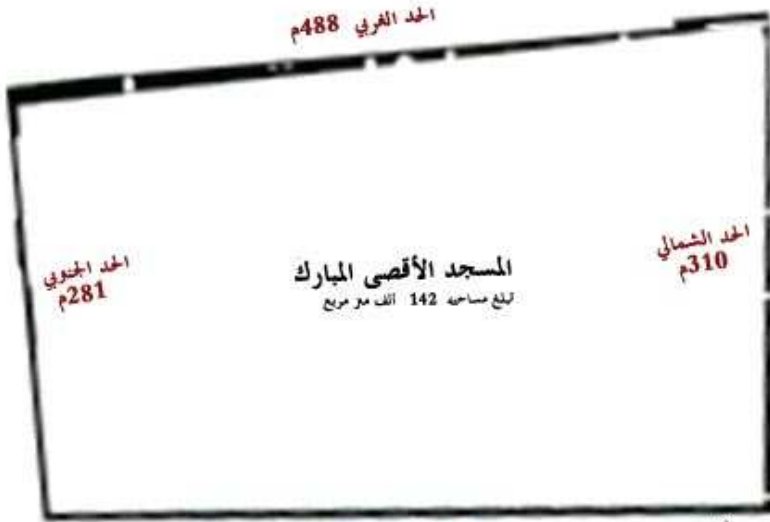 الحد الغربي 488م
الحد الشمالي
310م
المسجد الأقصى المبارك
تبلغ مساحته 142 ألف متر مربع
الحد الجنوبي
281م